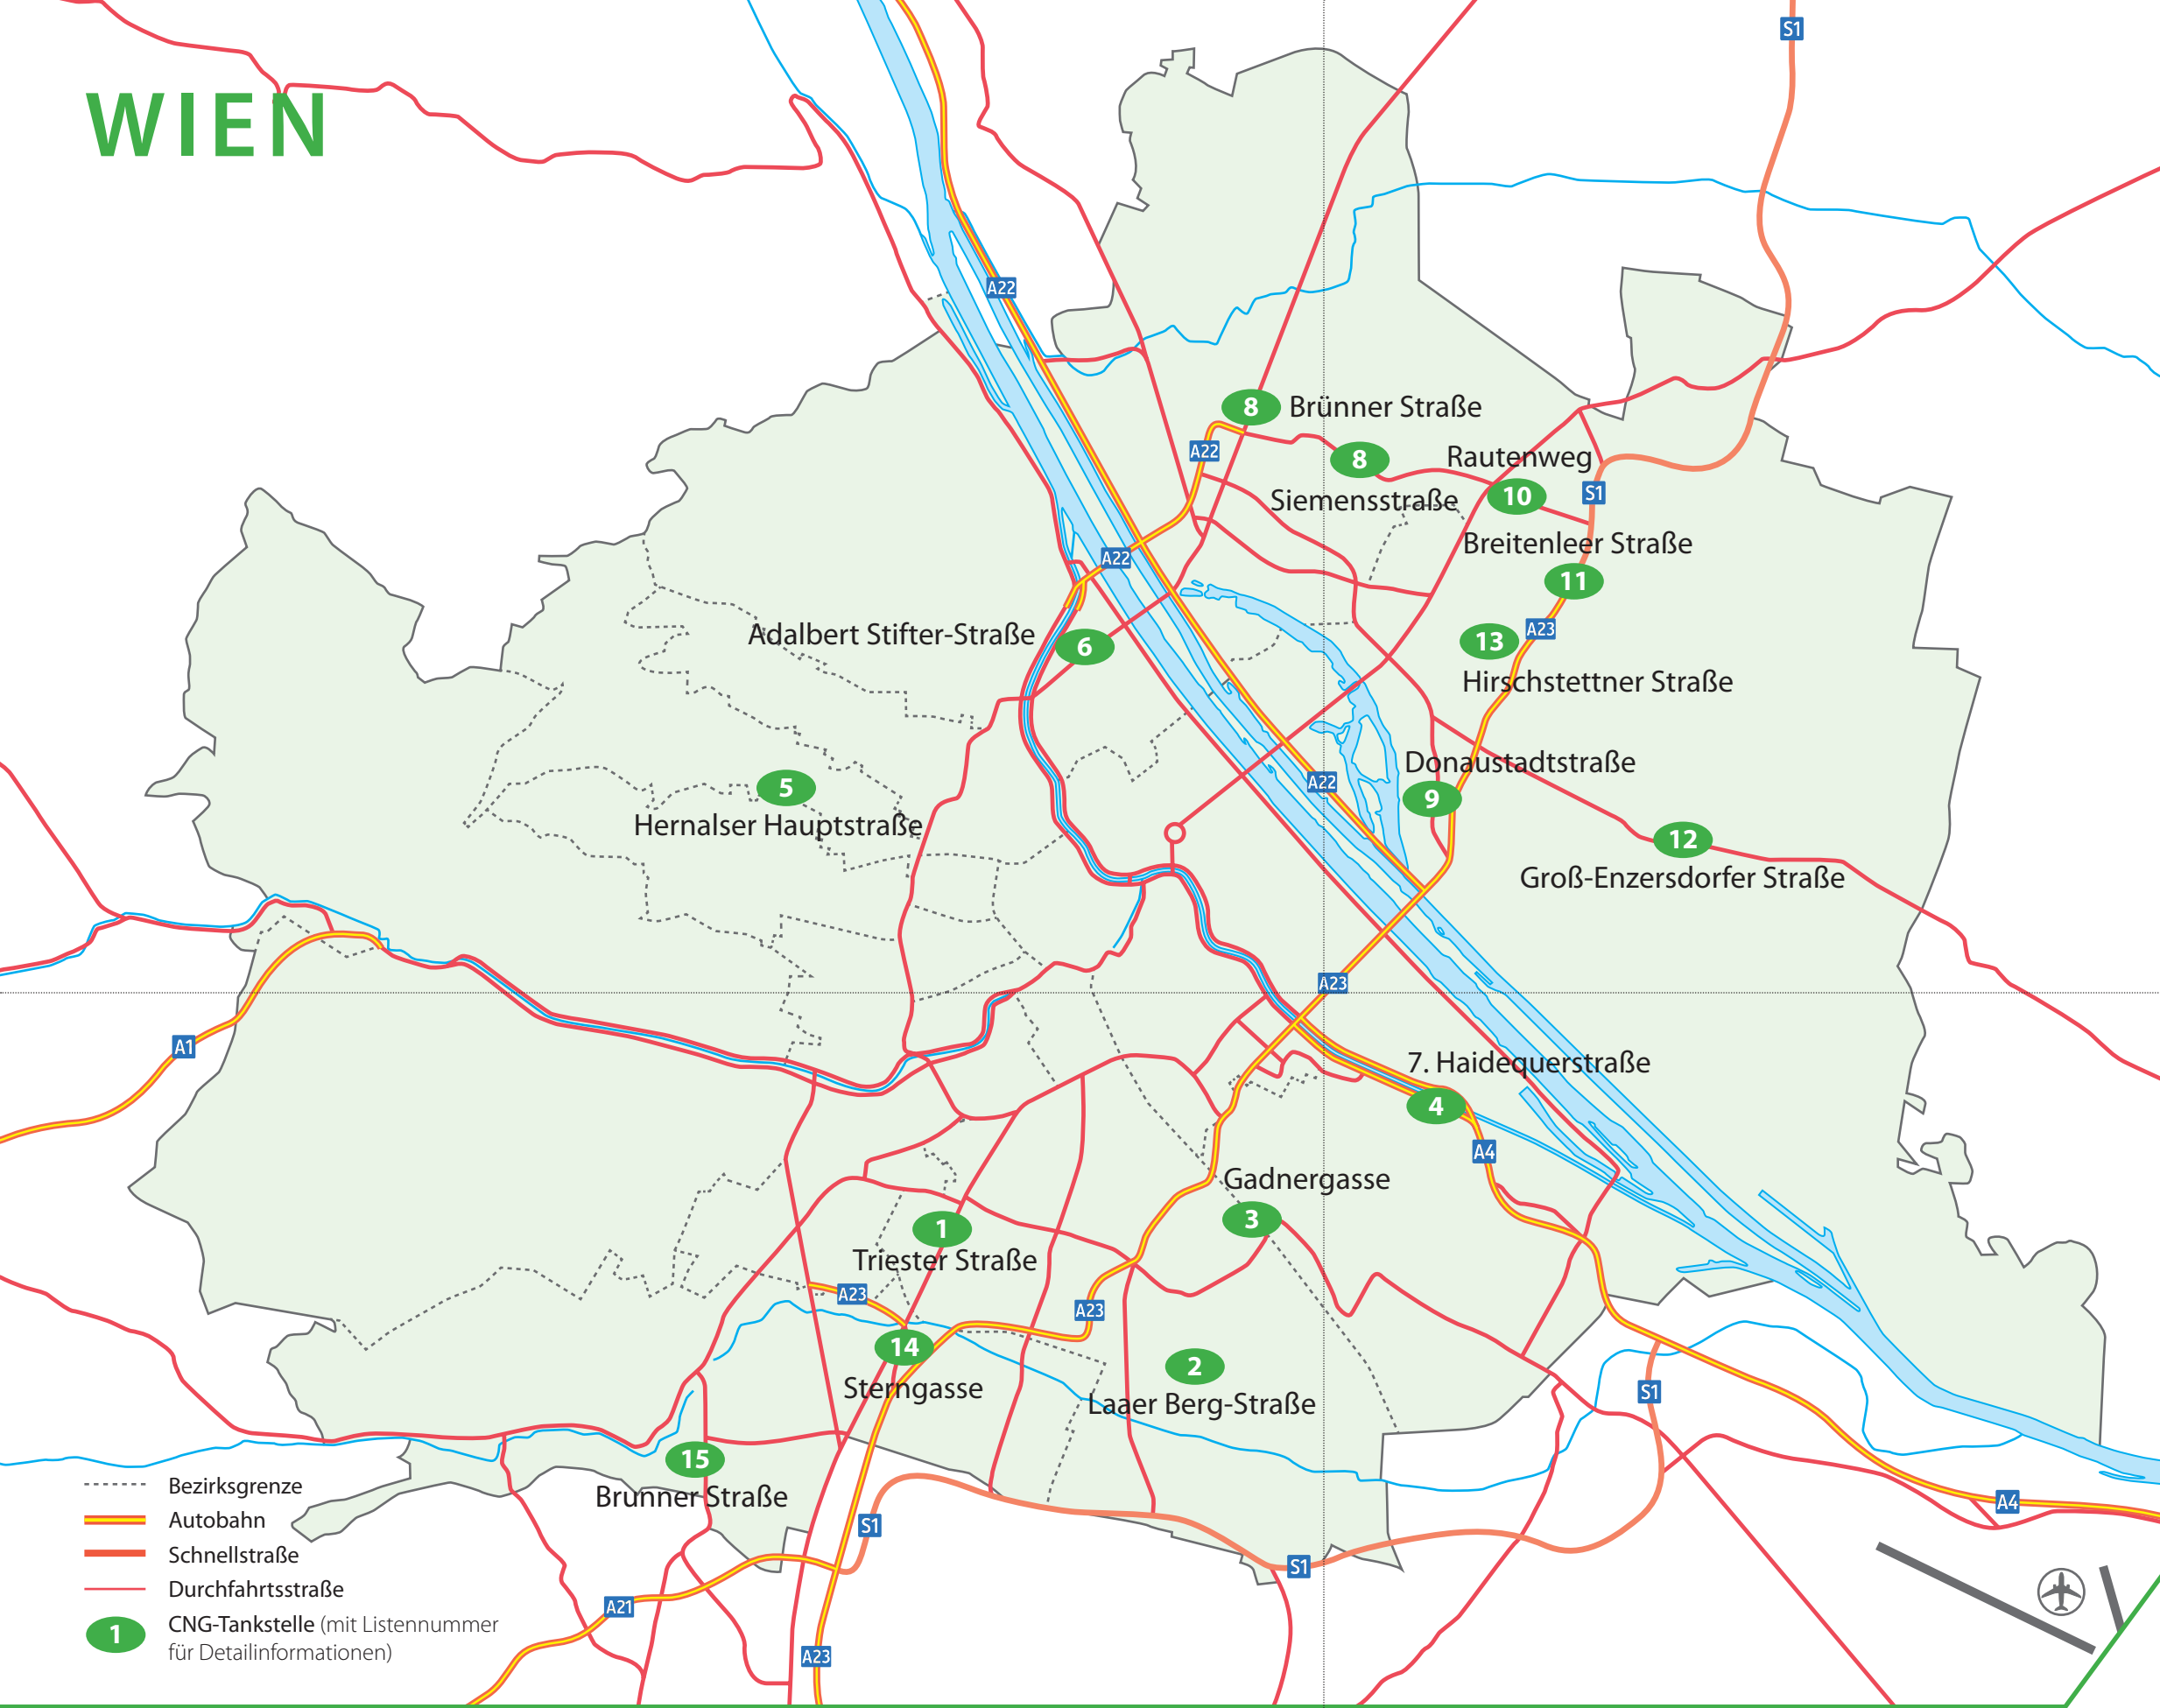 S1
WIEN
A22
8 Brünner Straße
A22
8
Rautenweg
Siemensstraße
10
S1
Breitenleer Straße
A22
11
A23
Adalbert Stifter-Straße
6
13
Hirschstettner Straße
Donaustadtstraße
A22
5
9
Hernalser Hauptstraße
12
Groß-Enzersdorfer Straße
A23
A1
7. Haidequerstraße
4
A4
Gadnergasse
3
1
Triester Straße
A23
A23
14
2
Sterngasse
S1
Laaer Berg-Straße
15
Brunner Straße
A4
S1
S1
A21
A23
Bezirksgrenze
Autobahn
Schnellstraße
Durchfahrtsstraße
1 CNG-Tankstelle (mit Listennummer
für Detailinformationen)